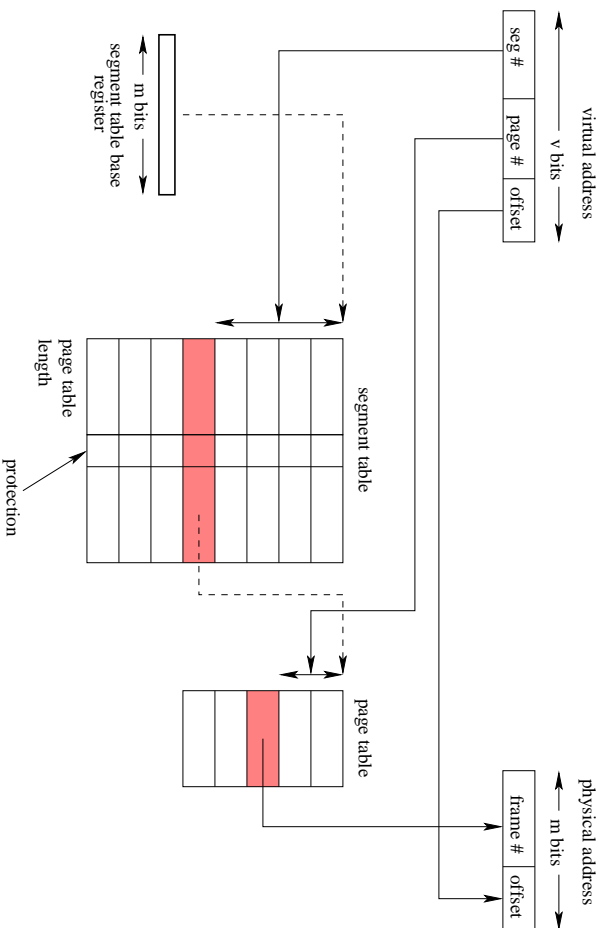 virtual address
v bits
seg #
page #
offset
m bits
segment table base
register
segment table
page table
length
protection
page table
physical address
m bits
frame #
offset